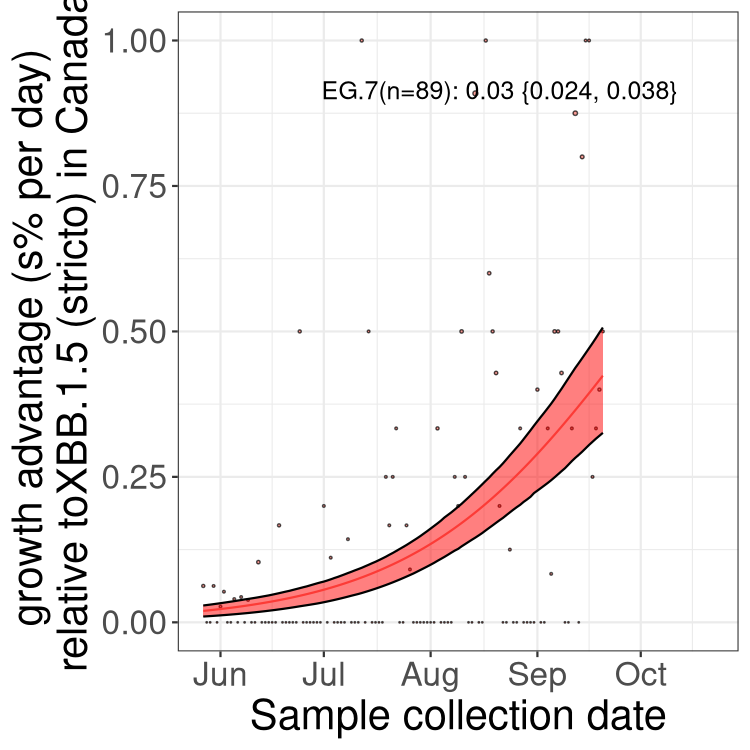 growth advantage (s% per day)
relative toXBB.1.5 (stricto) in Canada
1.00
0.75
0.50
0.25
0.00
EG.7(n=89): 0.03 {0.024, 0.038}
Jun Jul Aug Sep Oct
Sample collection date